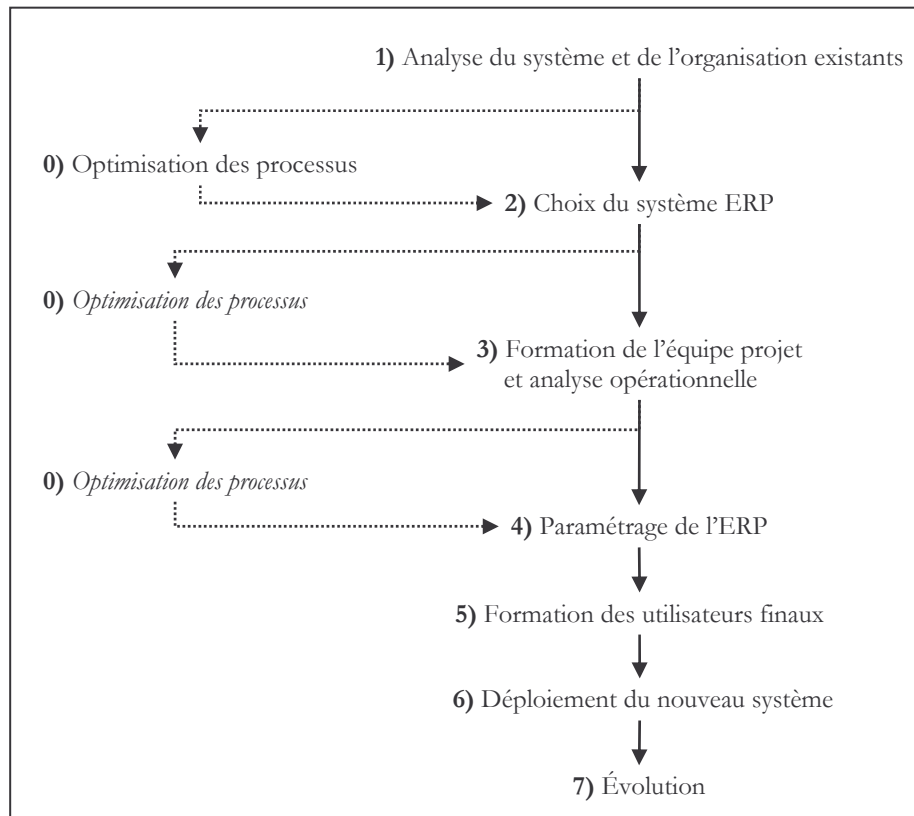 1) Analyse du système et de l’organisation existants
0) Optimisation des processus
2) Choix du système ERP
0) Optimisation des processus
3) Formation de l’équipe projet
et analyse opérationnelle
0) Optimisation des processus
4) Paramétrage de l’ERP
5) Formation des utilisateurs finaux
6) Déploiement du nouveau système
7) Évolution